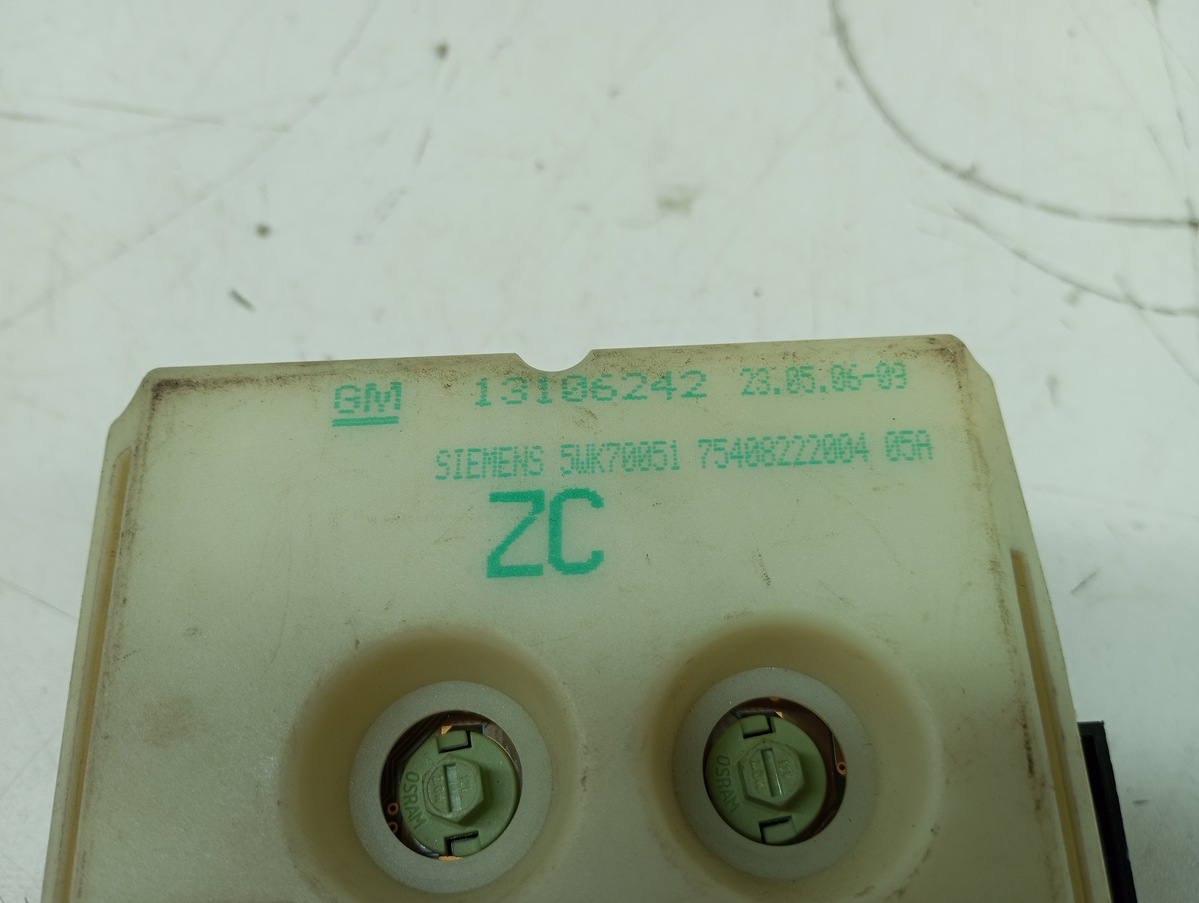 GM 13106242 23.05.06-09
SIEMENS 5WK70051 75408222004 05A
ZC
OSRAM
OSRAM